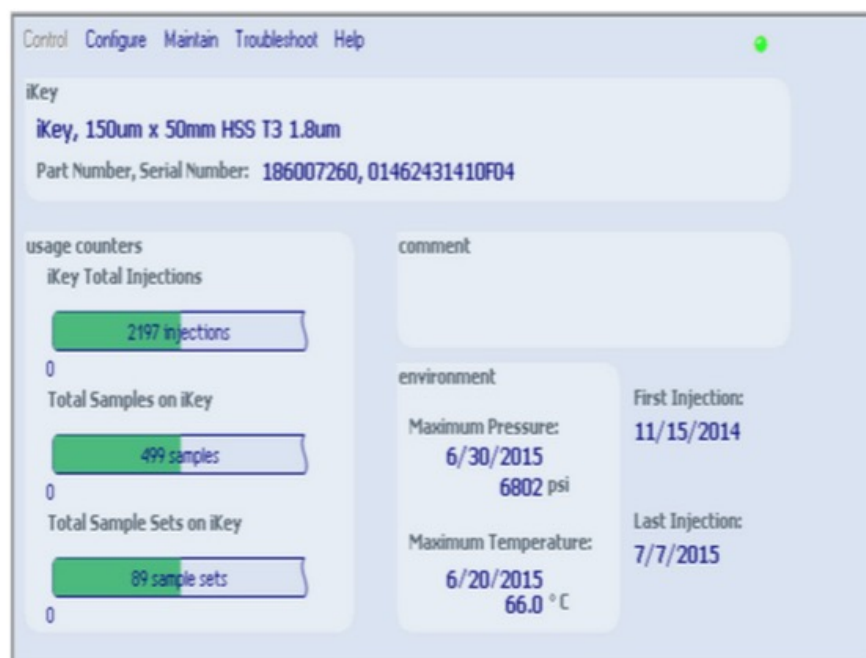 Control Configure Maintain Troubleshoot Help
iKey
iKey, 150um x 50mm HSS T3 1.8um
Part Number, Serial Number: 186007260, 01462431410F04
usage counters
iKey Total Injections
2197 injections
0
Total Samples on iKey
499 samples
0
Total Sample Sets on iKey
89 sample sets
0
comment
environment
Maximum Pressure:
6/30/2015
6802 psi
Maximum Temperature:
6/20/2015
66.0 ° C
First Injection:
11/15/2014
Last Injection:
7/7/2015